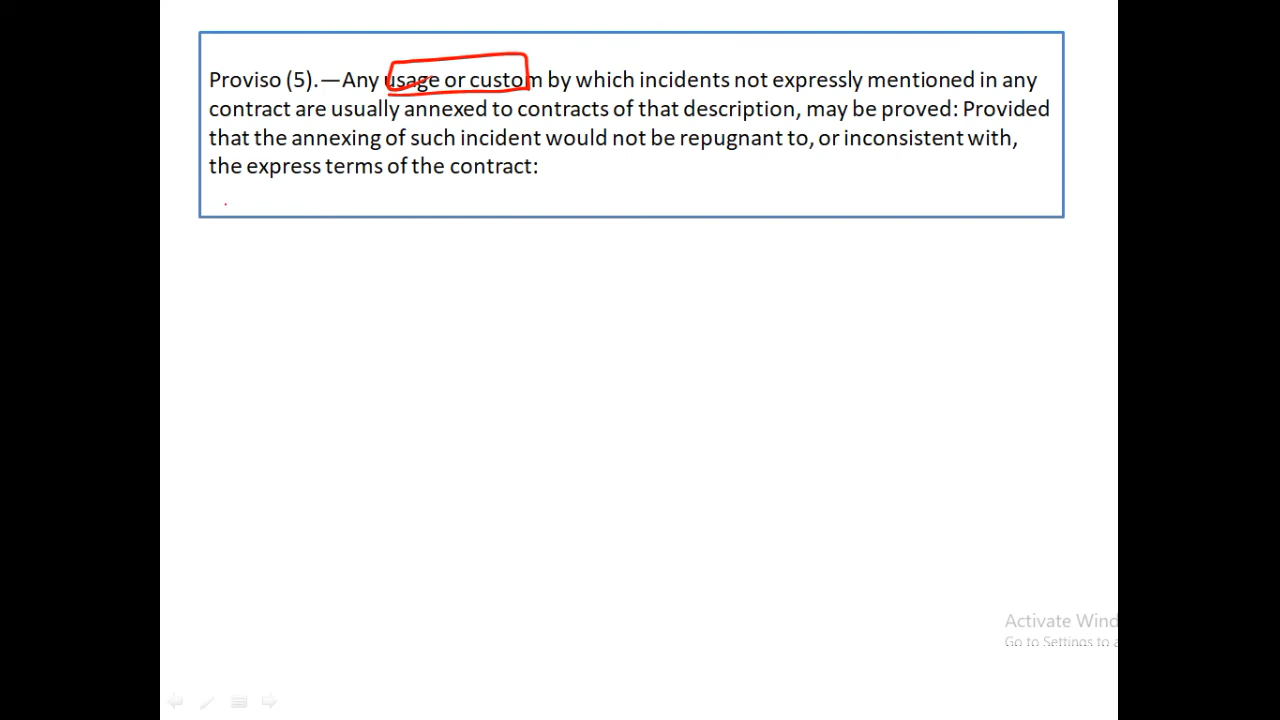 Proviso (5).—Any usage or custom by which incidents not expressly mentioned in any
contract are usually annexed to contracts of that description, may be proved: Provided
that the annexing of such incident would not be repugnant to, or inconsistent with,
the express terms of the contract:
Activate Wind
Go to Settings to a